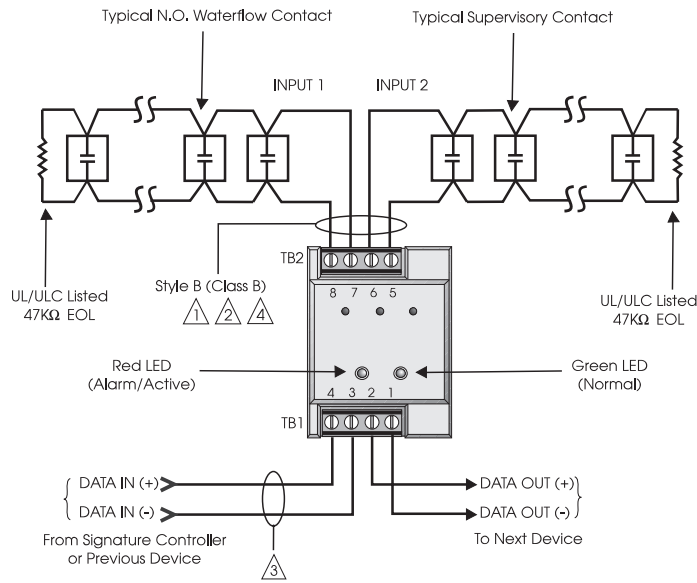 Typical N.O. Waterflow Contact
Typical Supervisory Contact
INPUT 1
INPUT 2
TB2
8 7 6 5
Style B (Class B)
1 2 4
UL/ULC Listed
47KΩ EOL
UL/ULC Listed
47KΩ EOL
Red LED
(Alarm/Active)
Green LED
(Normal)
4 3 2 1
TB1
DATA IN (+)
DATA IN (-)
From Signature Controller
or Previous Device
3
DATA OUT (+)
DATA OUT (-)
To Next Device